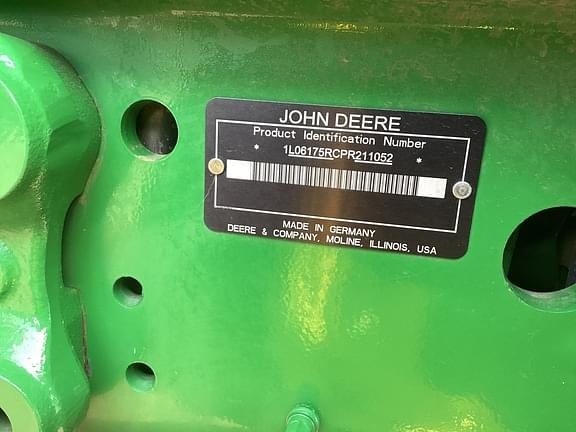 JOHN DEERE
Product Identification Number
* 1L06175RCPR211052 *
MADE IN GERMANY
DEERE & COMPANY, MOLINE, ILLINOIS, USA